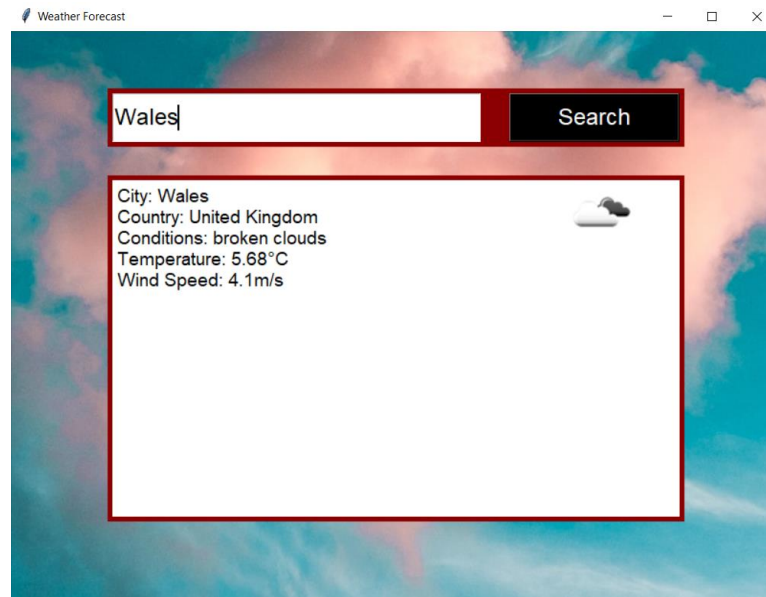 Weather Forecast
Wales
Search
City: Wales
Country: United Kingdom
Conditions: broken clouds
Temperature: 5.68°C
Wind Speed: 4.1m/s